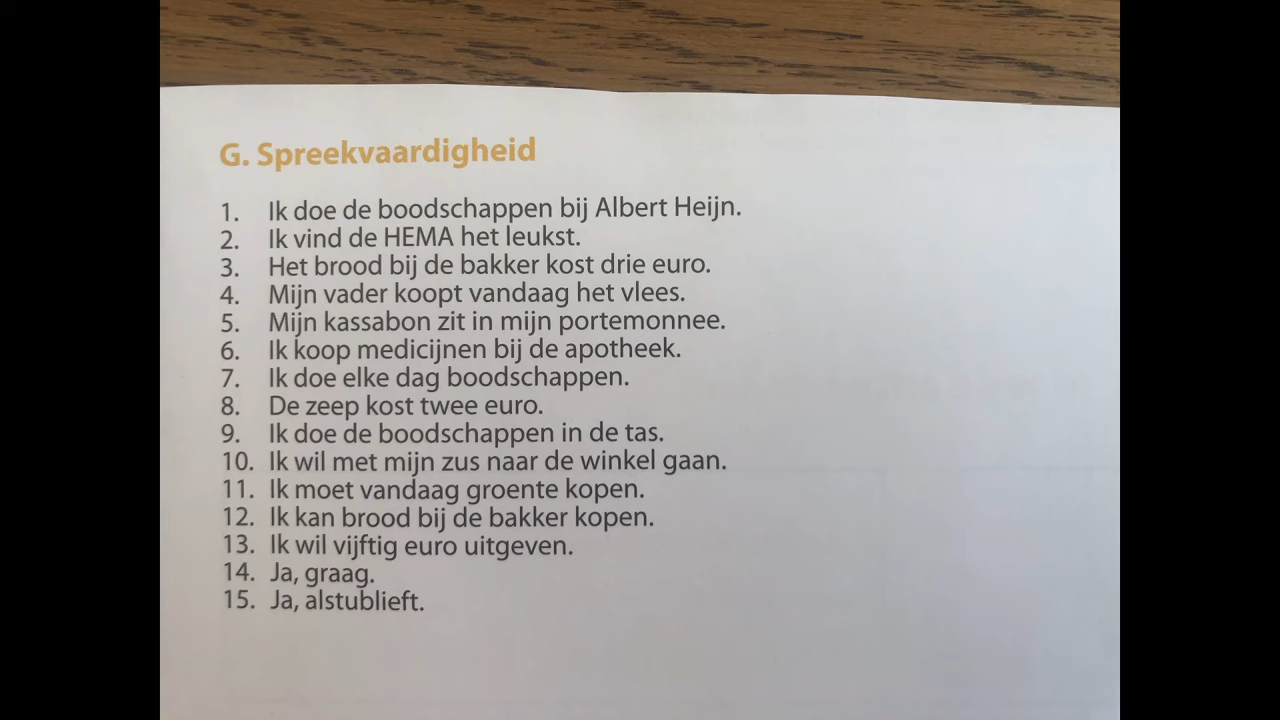 G. Spreekvaardigheid
1. Ik doe de boodschappen bij Albert Heijn.
2. Ik vind de HEMA het leukst.
3. Het brood bij de bakker kost drie euro.
4. Mijn vader koopt vandaag het vlees.
5. Mijn kassabon zit in mijn portemonnee.
6. Ik koop medicijnen bij de apotheek.
7. Ik doe elke dag boodschappen.
8. De zeep kost twee euro.
9. Ik doe de boodschappen in de tas.
10. Ik wil met mijn zus naar de winkel gaan.
11. Ik moet vandaag groente kopen.
12. Ik kan brood bij de bakker kopen.
13. Ik wil vijftig euro uitgeven.
14. Ja, graag.
15. Ja, alstublieft.